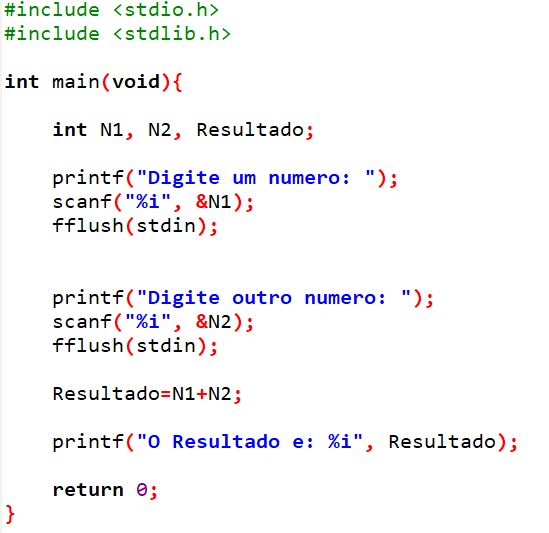 #include <stdio.h>
#include <stdlib.h>
int main(void){
int N1, N2, Resultado;
printf("Digite um numero: ");
scanf("%i", &N1);
fflush(stdin);
printf("Digite outro numero: ");
scanf("%i", &N2);
fflush(stdin);
Resultado=N1+N2;
printf("O Resultado e: %i", Resultado);
return 0;
}